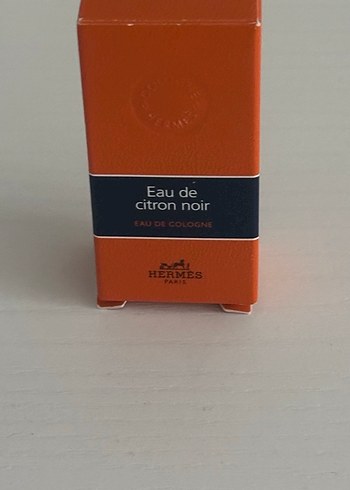 Eau de
citron noir
EAU DE COLOGNE
HERMÈS
PARIS